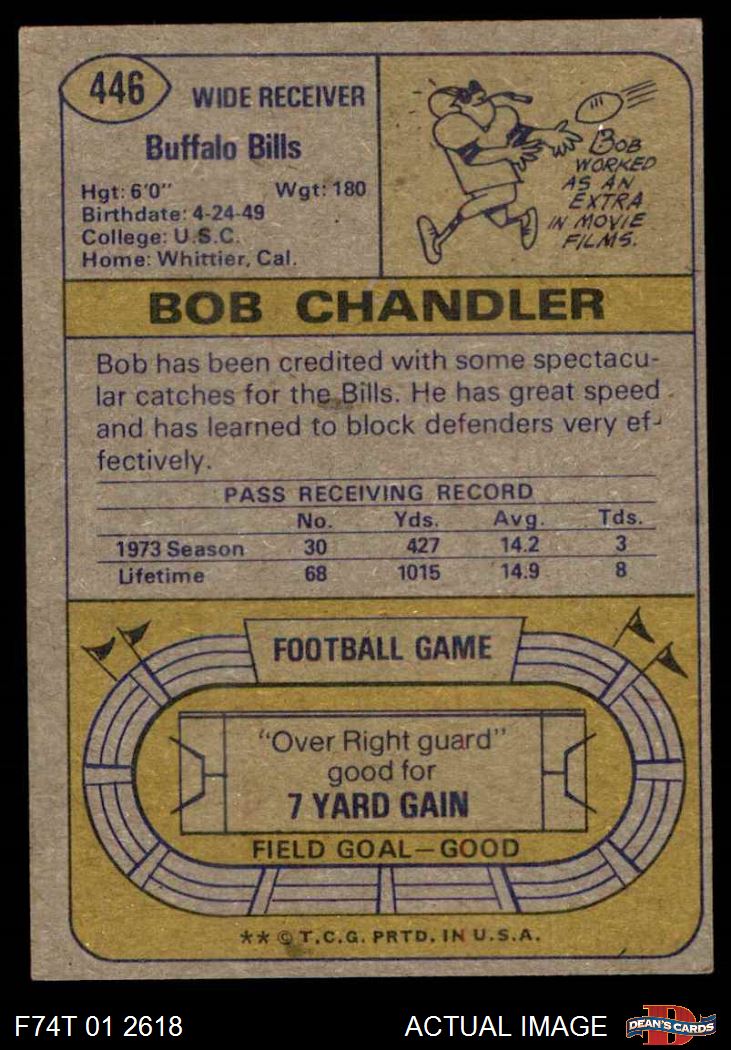 446
WIDE RECEIVER
Buffalo Bills
Hgt: 6'0" Wgt: 180
Birthdate: 4-24-49
College: U.S.C.
Home: Whittier, Cal.
BOB
WORKED
AS AN
EXTRA
IN MOVIE
FILMS.
BOB CHANDLER
Bob has been credited with some spectacu-
lar catches for the Bills. He has great speed
and has learned to block defenders very ef-
fectively.
PASS RECEIVING RECORD
No. Yds. Avg. Tds.
1973 Season 30 427 14.2 3
Lifetime 68 1015 14.9 8
FOOTBALL GAME
"Over Right guard"
good for
7 YARD GAIN
FIELD GOAL—GOOD
** © T.C.G. PRTD. IN U.S.A.
F74T 01 2618 ACTUAL IMAGE
DEAN'S CARDS